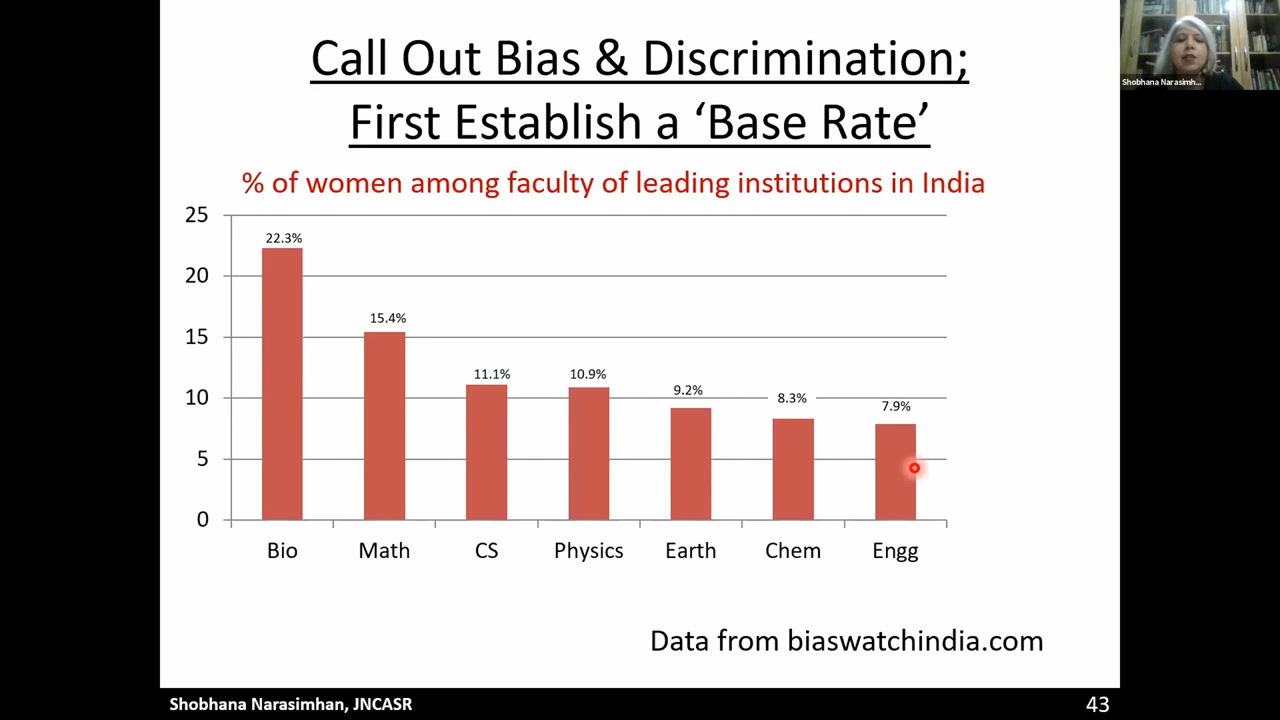 Call Out Bias & Discrimination;
First Establish a ‘Base Rate’
% of women among faculty of leading institutions in India
25
20
15
10
5
0
22.3%
15.4%
11.1%
10.9%
9.2%
8.3%
7.9%
Bio
Math
CS
Physics
Earth
Chem
Engg
Data from biaswatchindia.com
Shobhana Narasimhan, JNCASR
43
Shobhana Narasimh...